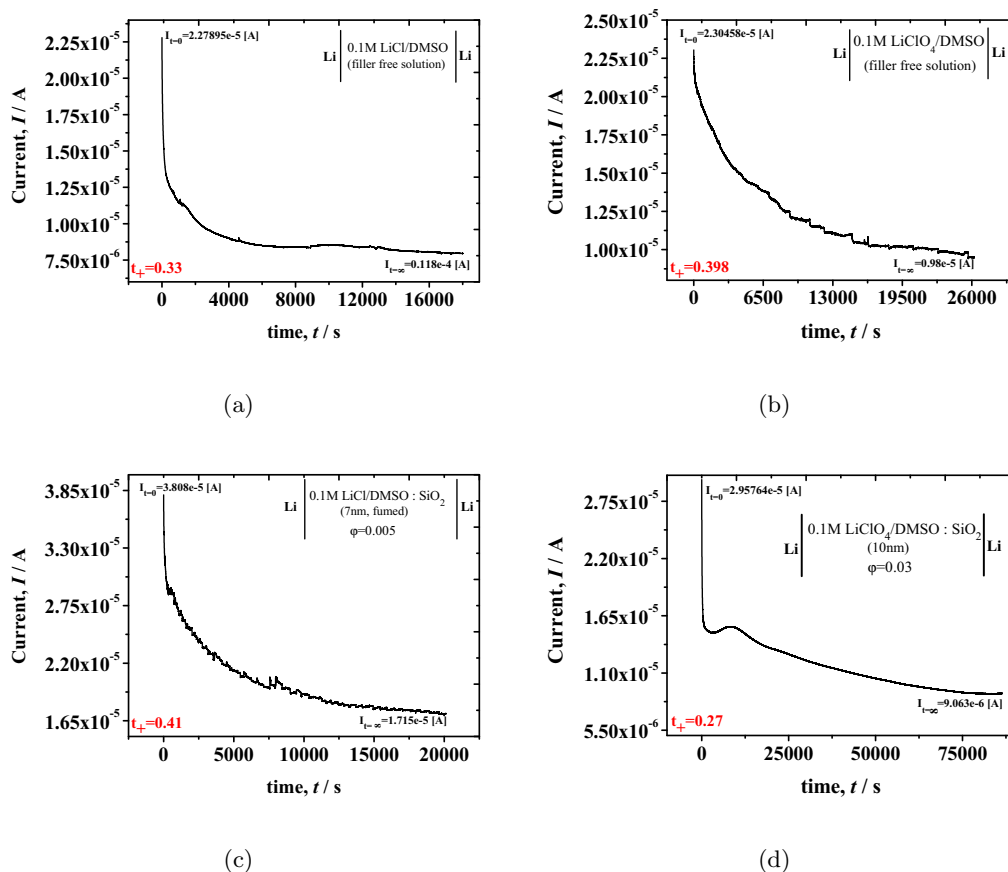 I_t=0=2.27895e-5 [A]
2.25x10^-5
2.00x10^-5
1.75x10^-5
1.50x10^-5
1.25x10^-5
1.00x10^-5
7.50x10^-6
Current, I / A
Li
0.1M LiCl/DMSO
(filler free solution)
Li
I_t=∞=0.118e-4 [A]
t_+=0.33
0 4000 8000 12000 16000
time, t / s
(a)
2.50x10^-5
I_t=0=2.30458e-5 [A]
2.25x10^-5
2.00x10^-5
1.75x10^-5
1.50x10^-5
1.25x10^-5
1.00x10^-5
Current, I / A
Li
0.1M LiClO_4/DMSO
(filler free solution)
Li
I_t=∞=0.98e-5 [A]
t_+=0.398
0 6500 13000 19500 26000
time, t / s
(b)
3.85x10^-5
I_t=0=3.808e-5 [A]
3.30x10^-5
2.75x10^-5
2.20x10^-5
1.65x10^-5
Current, I / A
Li
0.1M LiCl/DMSO : SiO_2
(7nm, fumed)
φ=0.005
Li
I_t=∞=1.715e-5 [A]
t_+=0.41
0 5000 10000 15000 20000
time, t / s
(c)
I_t=0=2.95764e-5 [A]
2.75x10^-5
2.20x10^-5
1.65x10^-5
1.10x10^-5
5.50x10^-6
Current, I / A
Li
0.1M LiClO_4/DMSO : SiO_2
(10nm)
φ=0.03
Li
I_t=∞=9.063e-6 [A]
t_+=0.27
0 25000 50000 75000
time, t / s
(d)